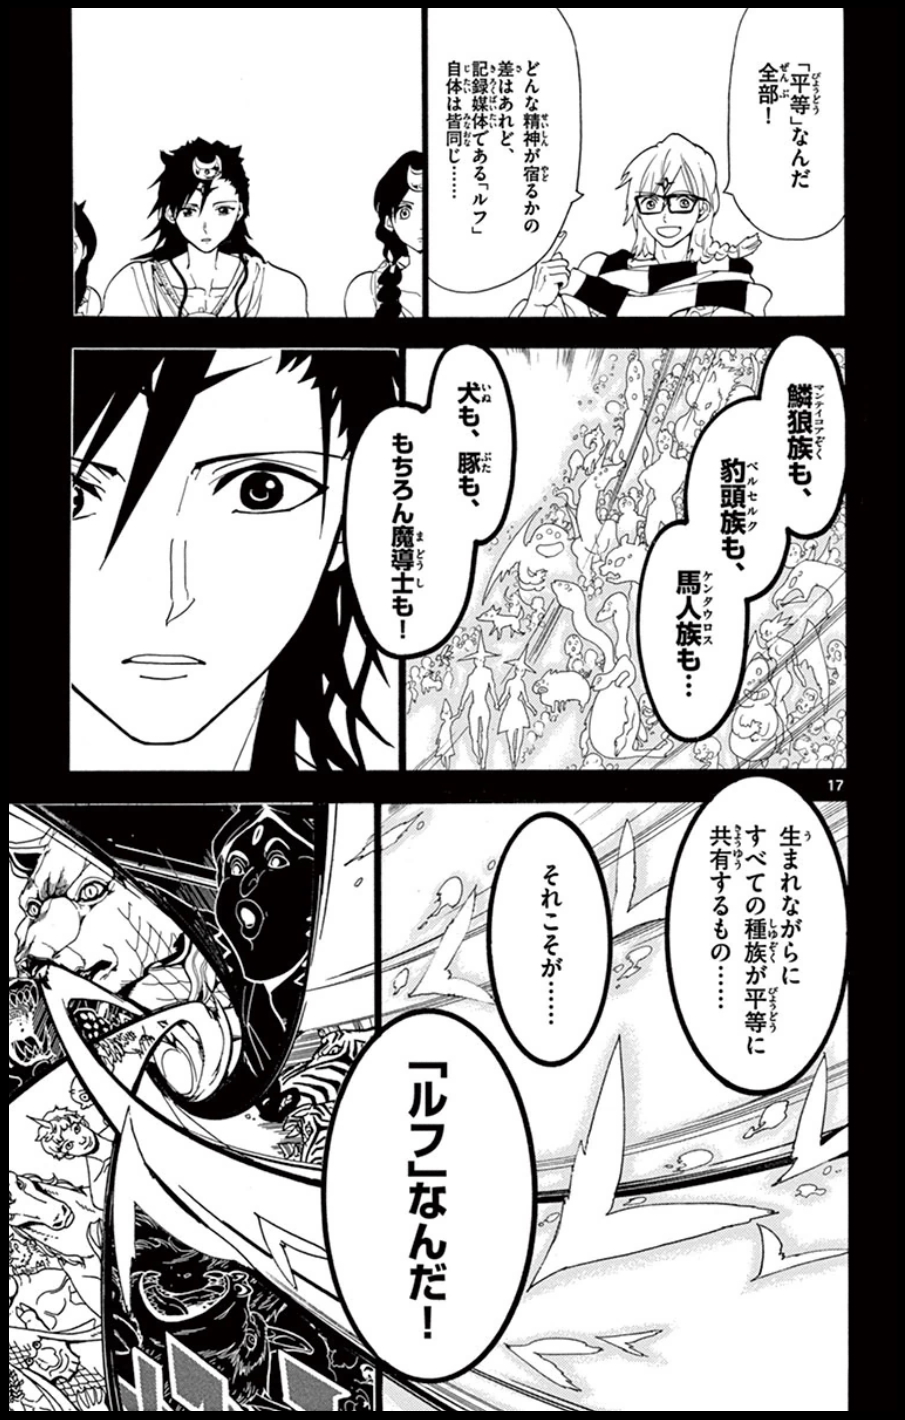 「平等」なんだ
全部！
どんな精神が宿るかの
差はあれど、
記録媒体である「ルフ」
自体は皆同じ……
鱗狼族も、
豹頭族も、
馬人族も…
犬も、豚も、
もちろん魔導士も！
17
生まれながらに
すべての種族が平等に
共有するもの……
それこそが……
「ルフ」なんだ！